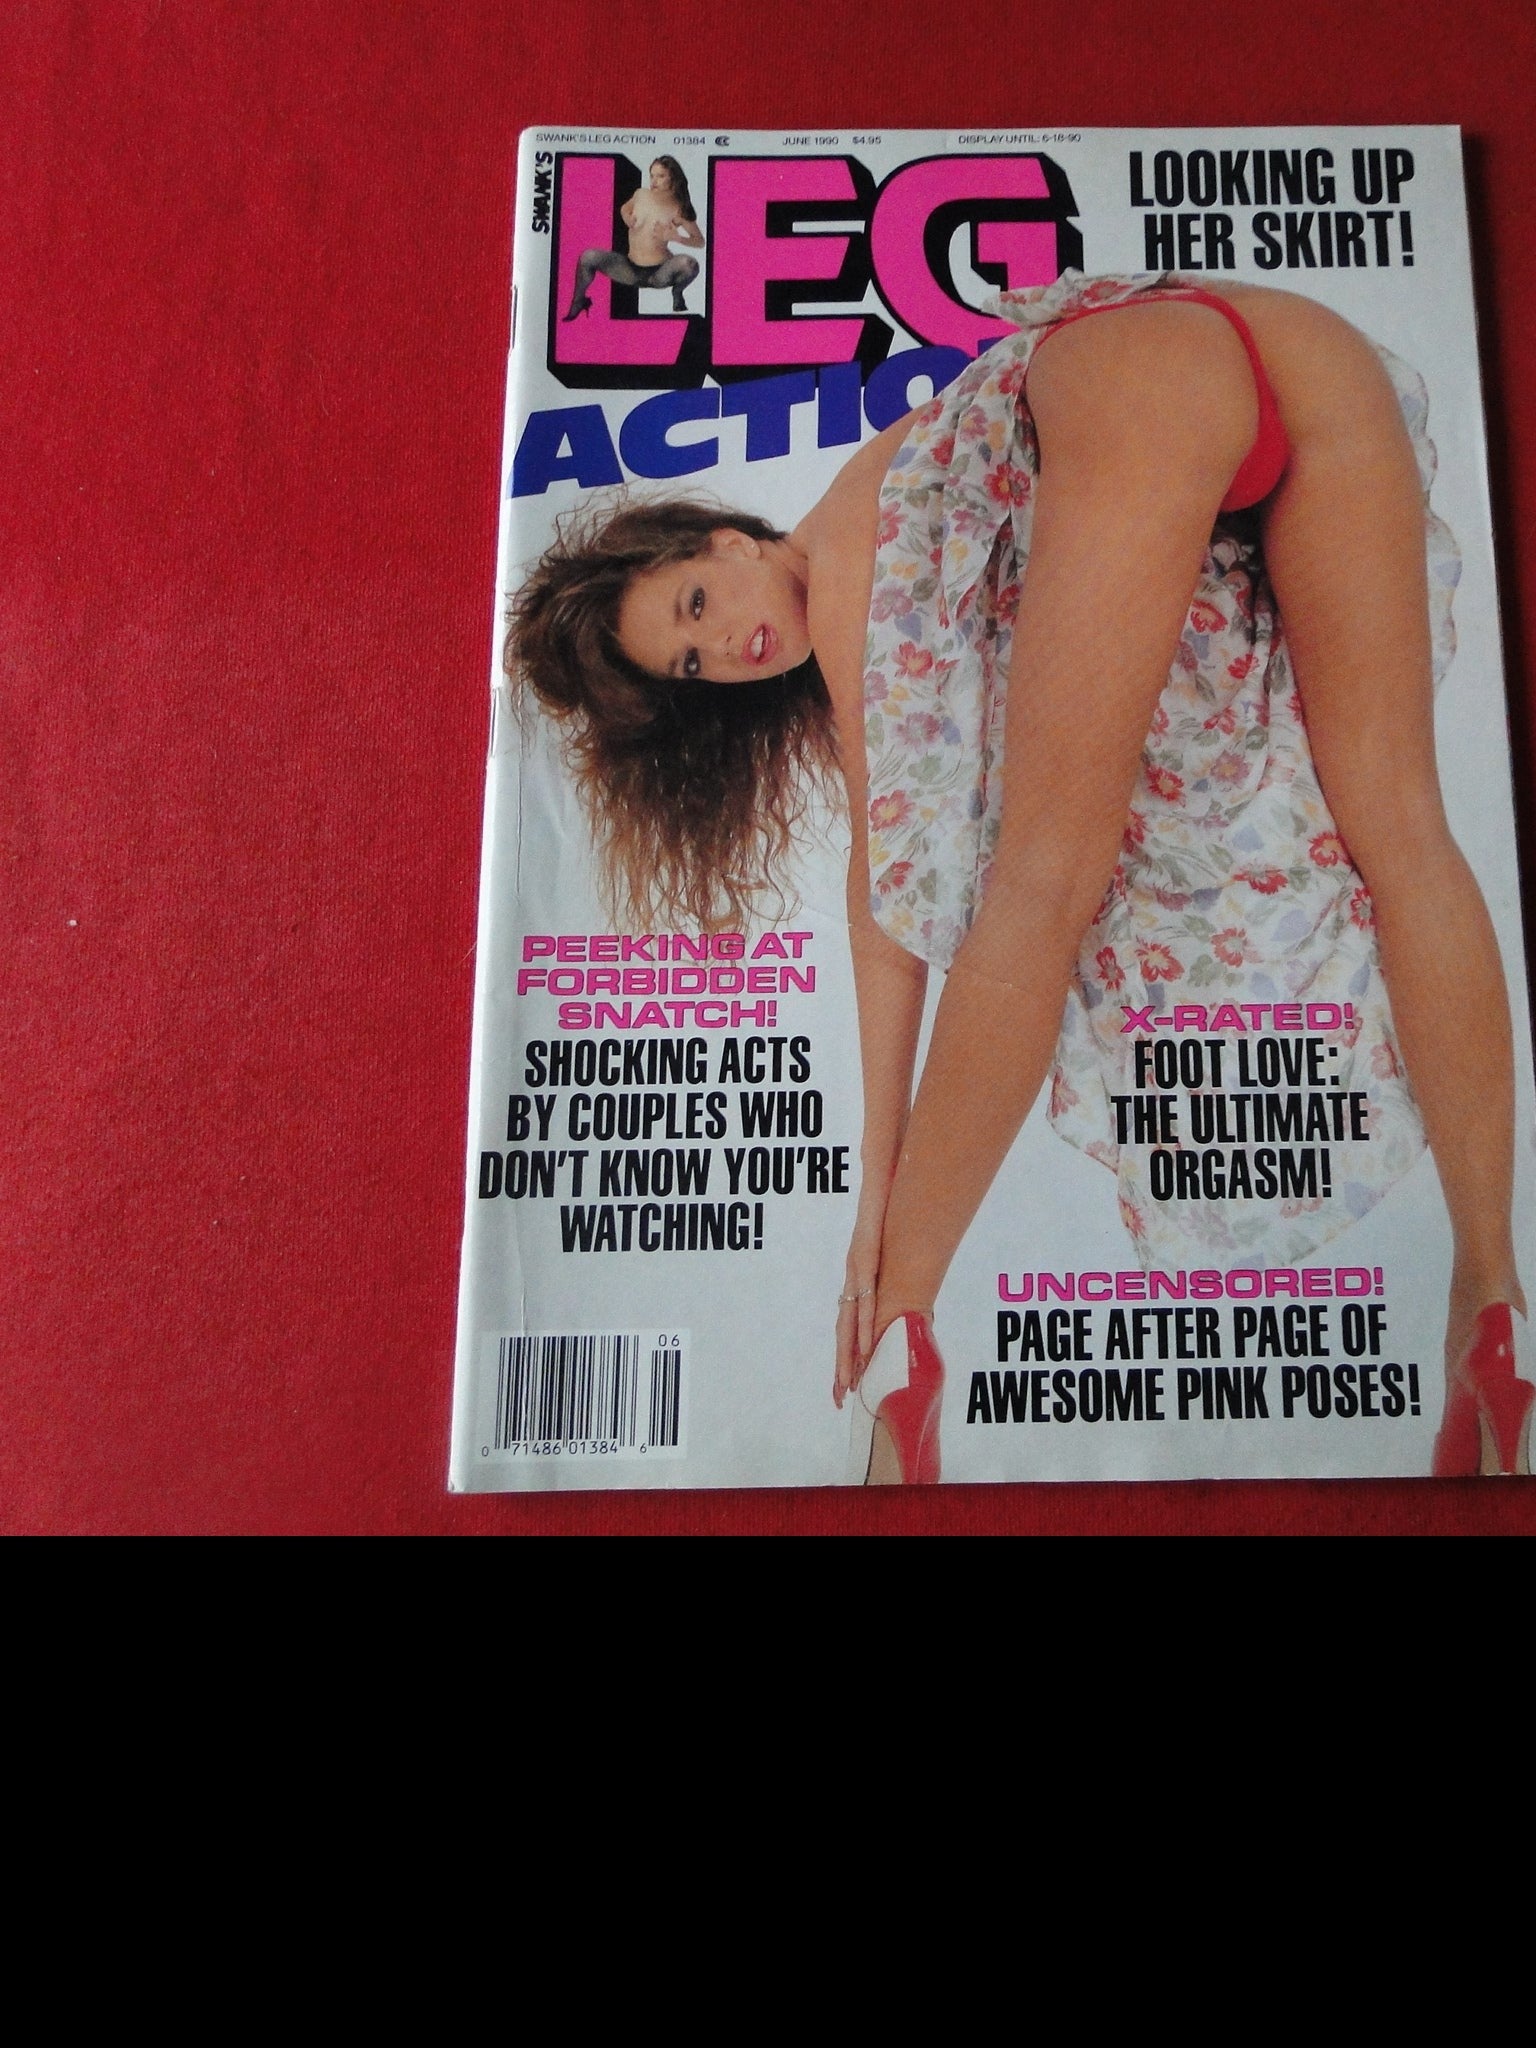 SWANK'S LEG ACTION 01384 CC JUNE 1990 $4.95 DISPLAY UNTIL: 6-18-90
SWANK'S
LEG
ACTIO
LOOKING UP
HER SKIRT!
PEEKING AT
FORBIDDEN
SNATCH!
SHOCKING ACTS
BY COUPLES WHO
DON'T KNOW YOU'RE
WATCHING!
X-RATED!
FOOT LOVE:
THE ULTIMATE
ORGASM!
UNCENSORED!
PAGE AFTER PAGE OF
AWESOME PINK POSES!
06
0 71486 01384 6